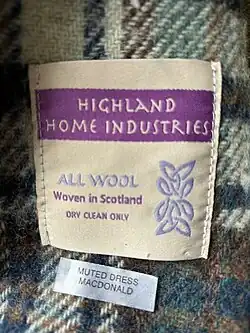 HIGHLAND
HOME INDUSTRIES
ALL WOOL
Woven in Scotland
DRY CLEAN ONLY
MUTED DRESS
MACDONALD